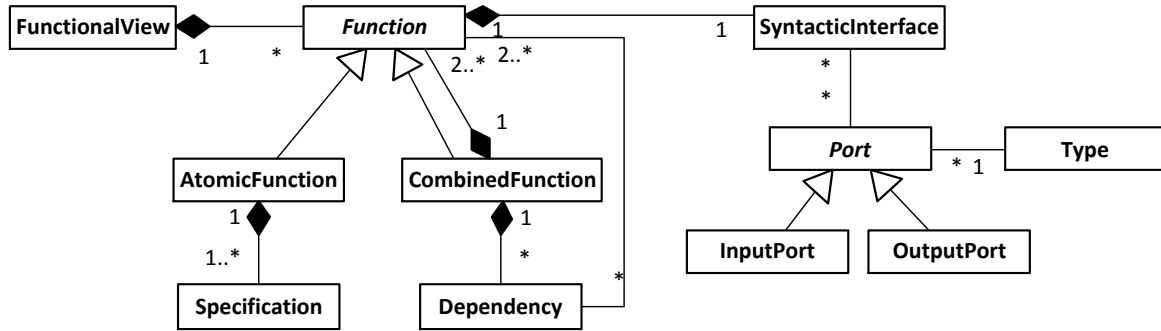 FunctionalView
1
*
Function
1
1
SyntacticInterface
2..*
2..*
*
*
1
Port
*
1
Type
AtomicFunction
CombinedFunction
1
1
InputPort
OutputPort
1..*
*
*
Specification
Dependency